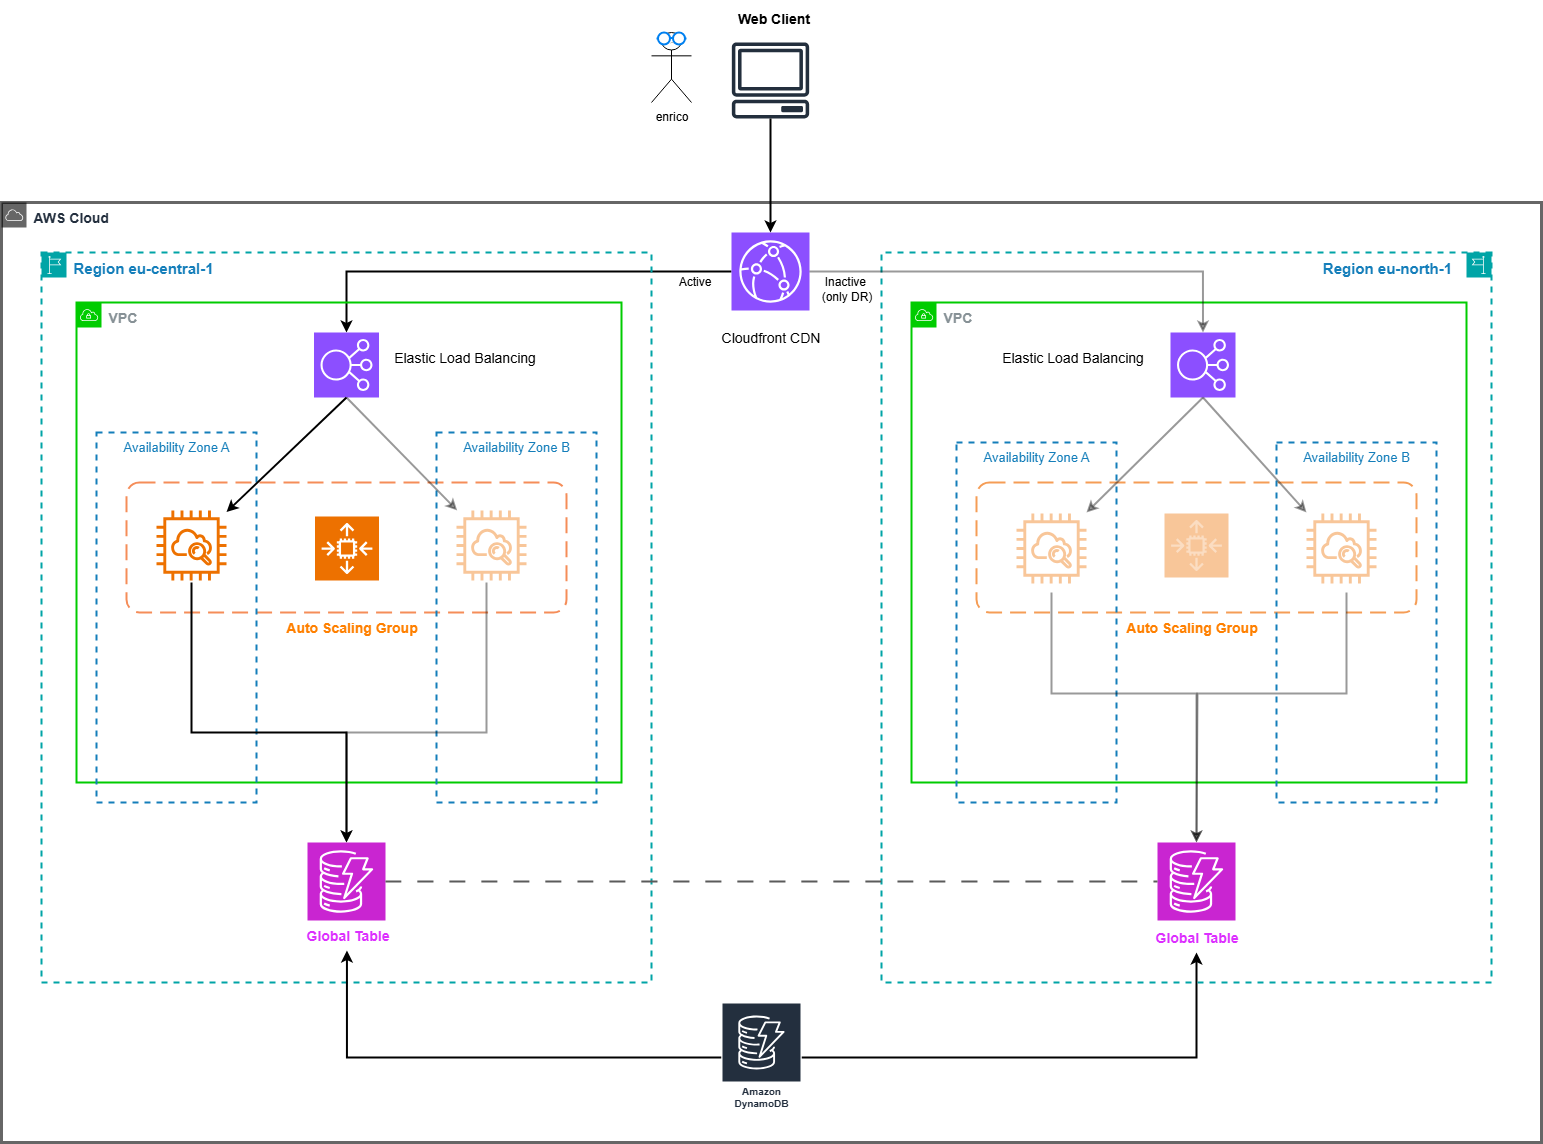 Web Client
enrico
AWS Cloud
Region eu-central-1
Region eu-north-1
Active
Inactive
(only DR)
VPC
VPC
Cloudfront CDN
Elastic Load Balancing
Elastic Load Balancing
Availability Zone A
Availability Zone B
Availability Zone A
Availability Zone B
Auto Scaling Group
Auto Scaling Group
Global Table
Global Table
Amazon
DynamoDB